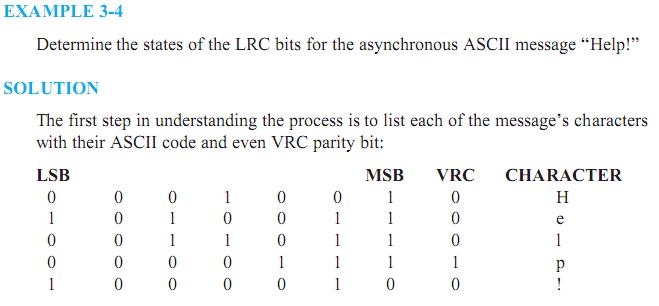 EXAMPLE 3-4
Determine the states of the LRC bits for the asynchronous ASCII message “Help!”
SOLUTION
The first step in understanding the process is to list each of the message’s characters
with their ASCII code and even VRC parity bit:
LSB MSB VRC CHARACTER
0 0 0 1 0 0 1 0 H
1 0 1 0 0 1 1 0 e
0 0 1 1 0 1 1 0 l
0 0 0 0 1 1 1 1 p
1 0 0 0 0 1 0 0 !